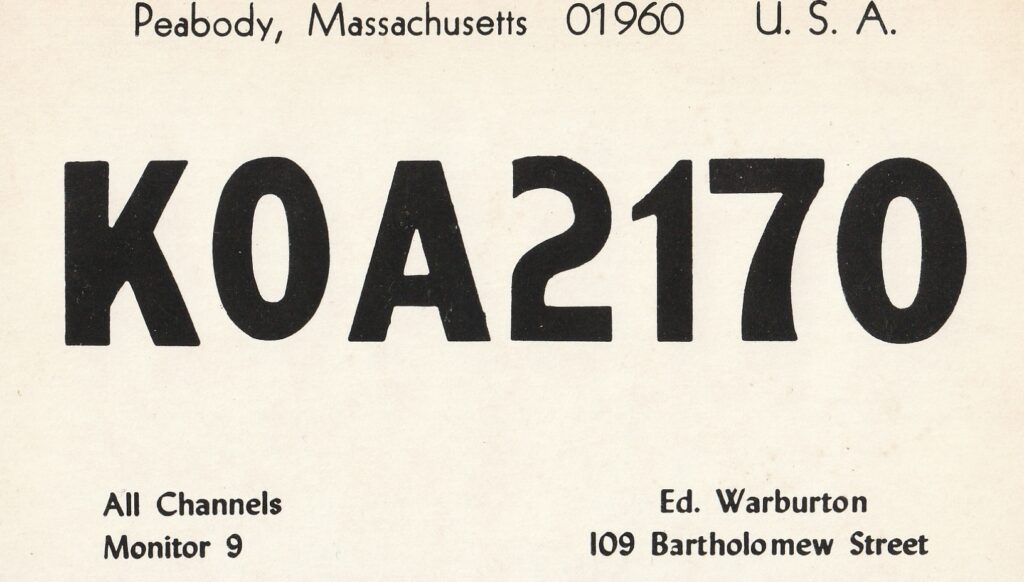 Peabody, Massachusetts 01960 U. S. A.
KOA2170
All Channels
Monitor 9
Ed. Warburton
109 Bartholomew Street